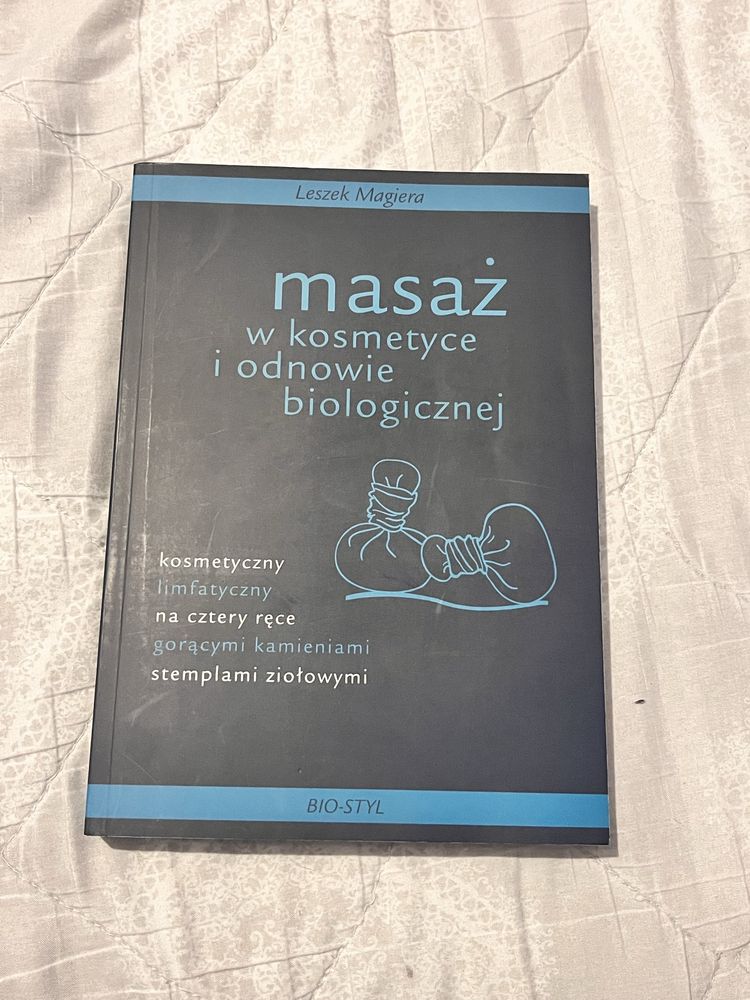 Leszek Magiera
masaż
w kosmetyce
i odnowie
biologicznej
kosmetyczny
limfatyczny
na cztery ręce
gorącymi kamieniami
stemplami ziołowymi
BIO-STYL